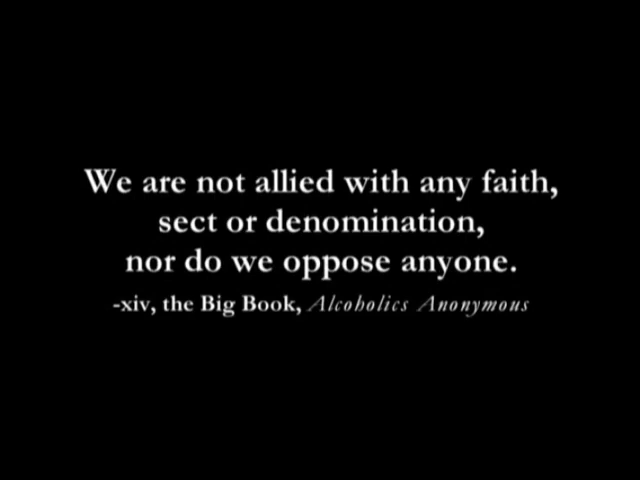 We are not allied with any faith,
sect or denomination,
nor do we oppose anyone.
-xiv, the Big Book, Alcoholics Anonymous